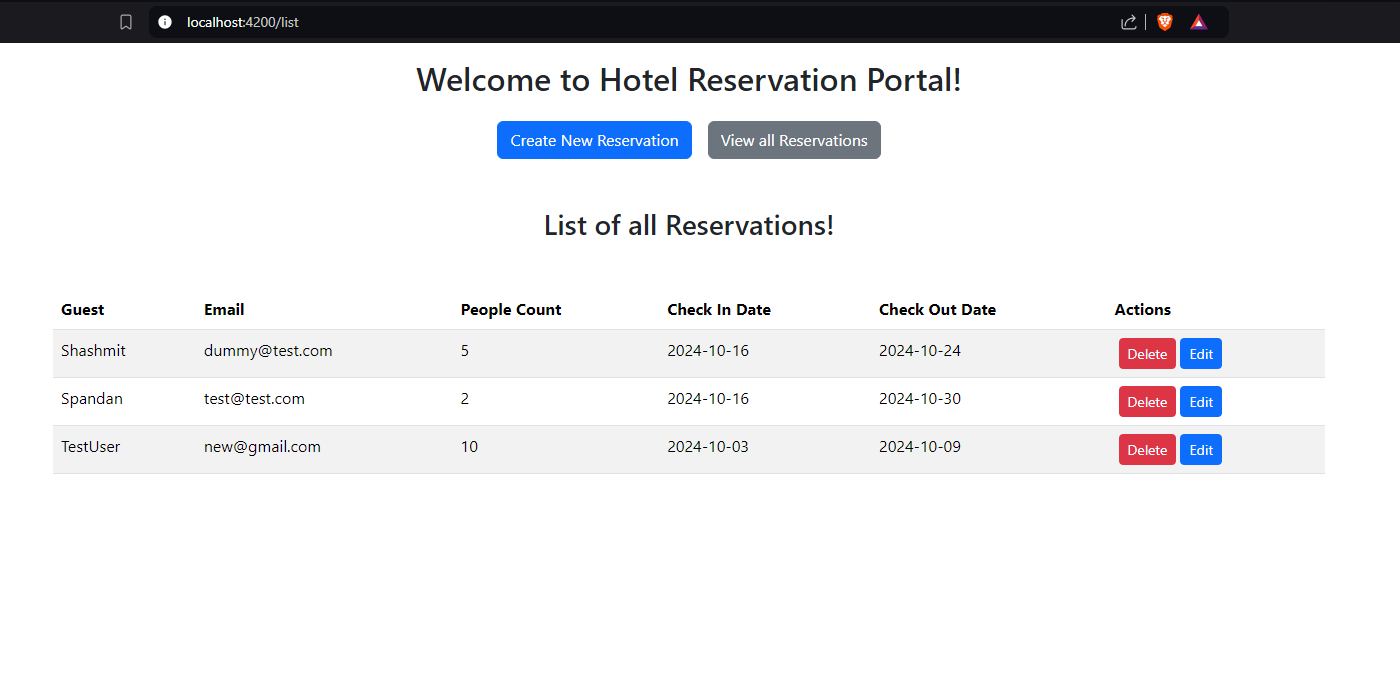 localhost:4200/list
Welcome to Hotel Reservation Portal!
Create New Reservation View all Reservations
List of all Reservations!
Guest Email People Count Check In Date Check Out Date Actions
Shashmit dummy@test.com 5 2024-10-16 2024-10-24 Delete Edit
Spandan test@test.com 2 2024-10-16 2024-10-30 Delete Edit
TestUser new@gmail.com 10 2024-10-03 2024-10-09 Delete Edit